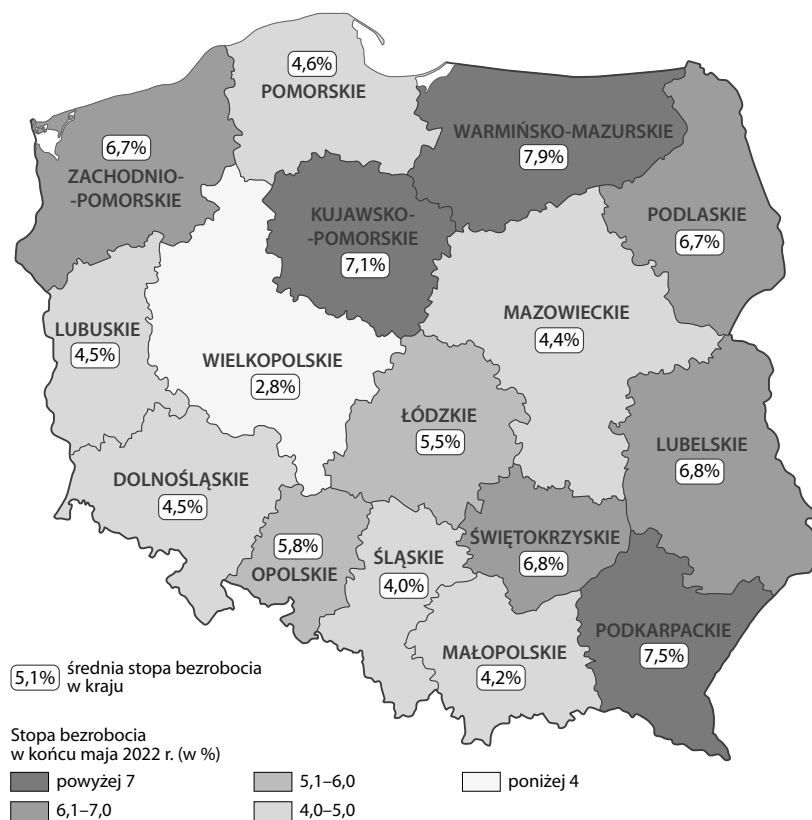 4,6%
POMORSKIE
WARMIŃSKO-MAZURSKIE
7,9%
6,7%
ZACHODNIO-
-POMORSKIE
KUJAWSKO-
-POMORSKIE
7,1%
PODLASKIE
6,7%
MAZOWIECKIE
4,4%
LUBUSKIE
4,5%
WIELKOPOLSKIE
2,8%
ŁÓDZKIE
5,5%
LUBELSKIE
6,8%
DOLNOŚLĄSKIE
4,5%
5,8%
OPOLSKIE
ŚLĄSKIE
4,0%
ŚWIĘTOKRZYSKIE
6,8%
PODKARPACKIE
7,5%
MAŁOPOLSKIE
4,2%
5,1% średnia stopa bezrobocia
w kraju
Stopa bezrobocia
w końcu maja 2022 r. (w %)
powyżej 7
6,1–7,0
5,1–6,0
4,0–5,0
poniżej 4